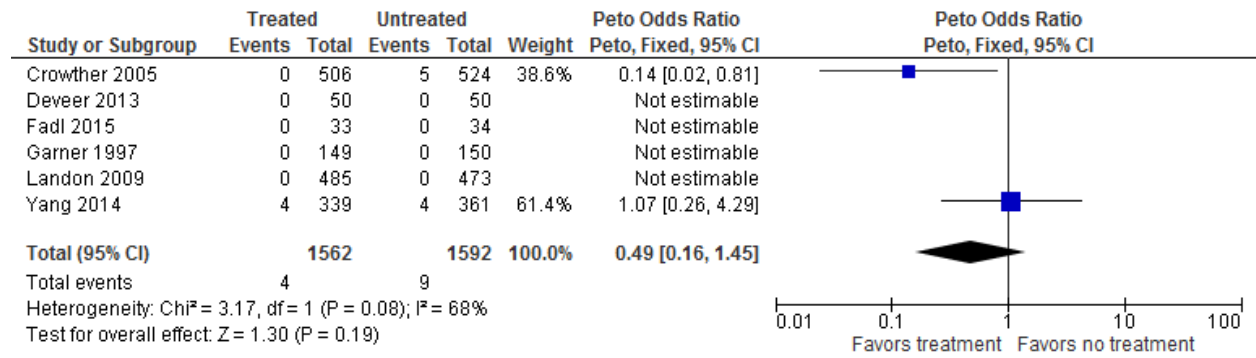 Treated Untreated Peto Odds Ratio Peto Odds Ratio
Study or Subgroup Events Total Events Total Weight Peto, Fixed, 95% CI Peto, Fixed, 95% CI
Crowther 2005 0 506 5 524 38.6% 0.14 [0.02, 0.81]
Deveer 2013 0 50 0 50 Not estimable
Fadl 2015 0 33 0 34 Not estimable
Garner 1997 0 149 0 150 Not estimable
Landon 2009 0 485 0 473 Not estimable
Yang 2014 4 339 4 361 61.4% 1.07 [0.26, 4.29]
Total (95% CI) 1562 1592 100.0% 0.49 [0.16, 1.45]
Total events 4 9
Heterogeneity: Chi² = 3.17, df = 1 (P = 0.08); I² = 68%
Test for overall effect: Z = 1.30 (P = 0.19)
0.01 0.1 1 10 100
Favors treatment Favors no treatment